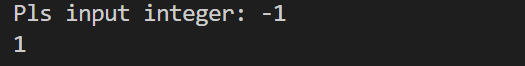 Pls input integer: -1
1